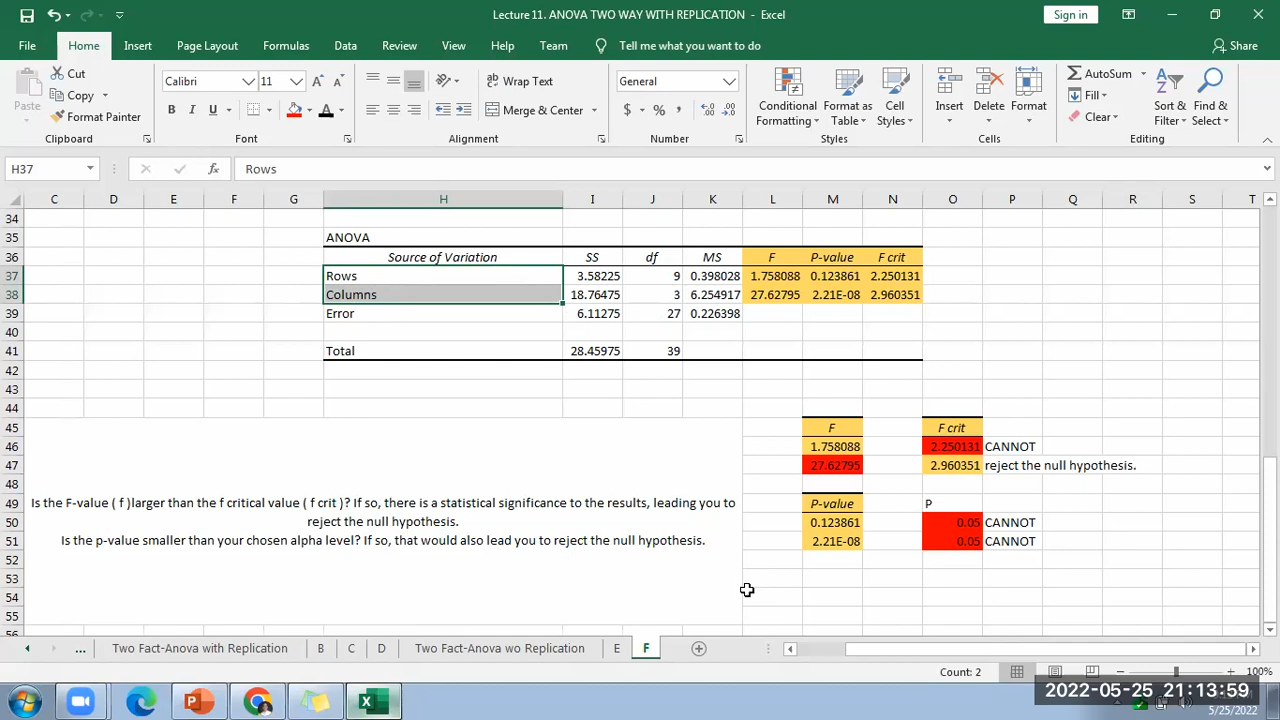 Lecture 11. ANOVA TWO WAY WITH REPLICATION - Excel
Sign in
File Home Insert Page Layout Formulas Data Review View Help Team Tell me what you want to do Share
Paste Cut Copy Format Painter
Calibri 11 A A
B I U A
ab Wrap Text
Merge & Center
General
$ % ,
Conditional Formatting Format as Table Cell Styles
Insert Delete Format
AutoSum Fill Clear
Sort & Filter Find & Select
Clipboard Font Alignment Number Styles Cells Editing
H37 fx Rows
C D E F G H I J K L M N O P Q R S T
34
35 ANOVA
36 Source of Variation SS df MS F P-value F crit
37 Rows 3.58225 9 0.398028 1.758088 0.123861 2.250131
38 Columns 18.76475 3 6.254917 27.62795 2.21E-08 2.960351
39 Error 6.11275 27 0.226398
40
41 Total 28.45975 39
42
43
44
45 F F crit
46 1.758088 2.250131 CANNOT
47 27.62795 2.960351 reject the null hypothesis.
48
49 Is the F-value ( f )larger than the f critical value ( f crit )? If so, there is a statistical significance to the results, leading you to P-value P
50 reject the null hypothesis. 0.123861 0.05 CANNOT
51 Is the p-value smaller than your chosen alpha level? If so, that would also lead you to reject the null hypothesis. 2.21E-08 0.05 CANNOT
52
53
54
55
56
... Two Fact-Anova with Replication B C D Two Fact-Anova wo Replication E F
Count: 2 100%
2022-05-25 21:13:59
5/25/2022